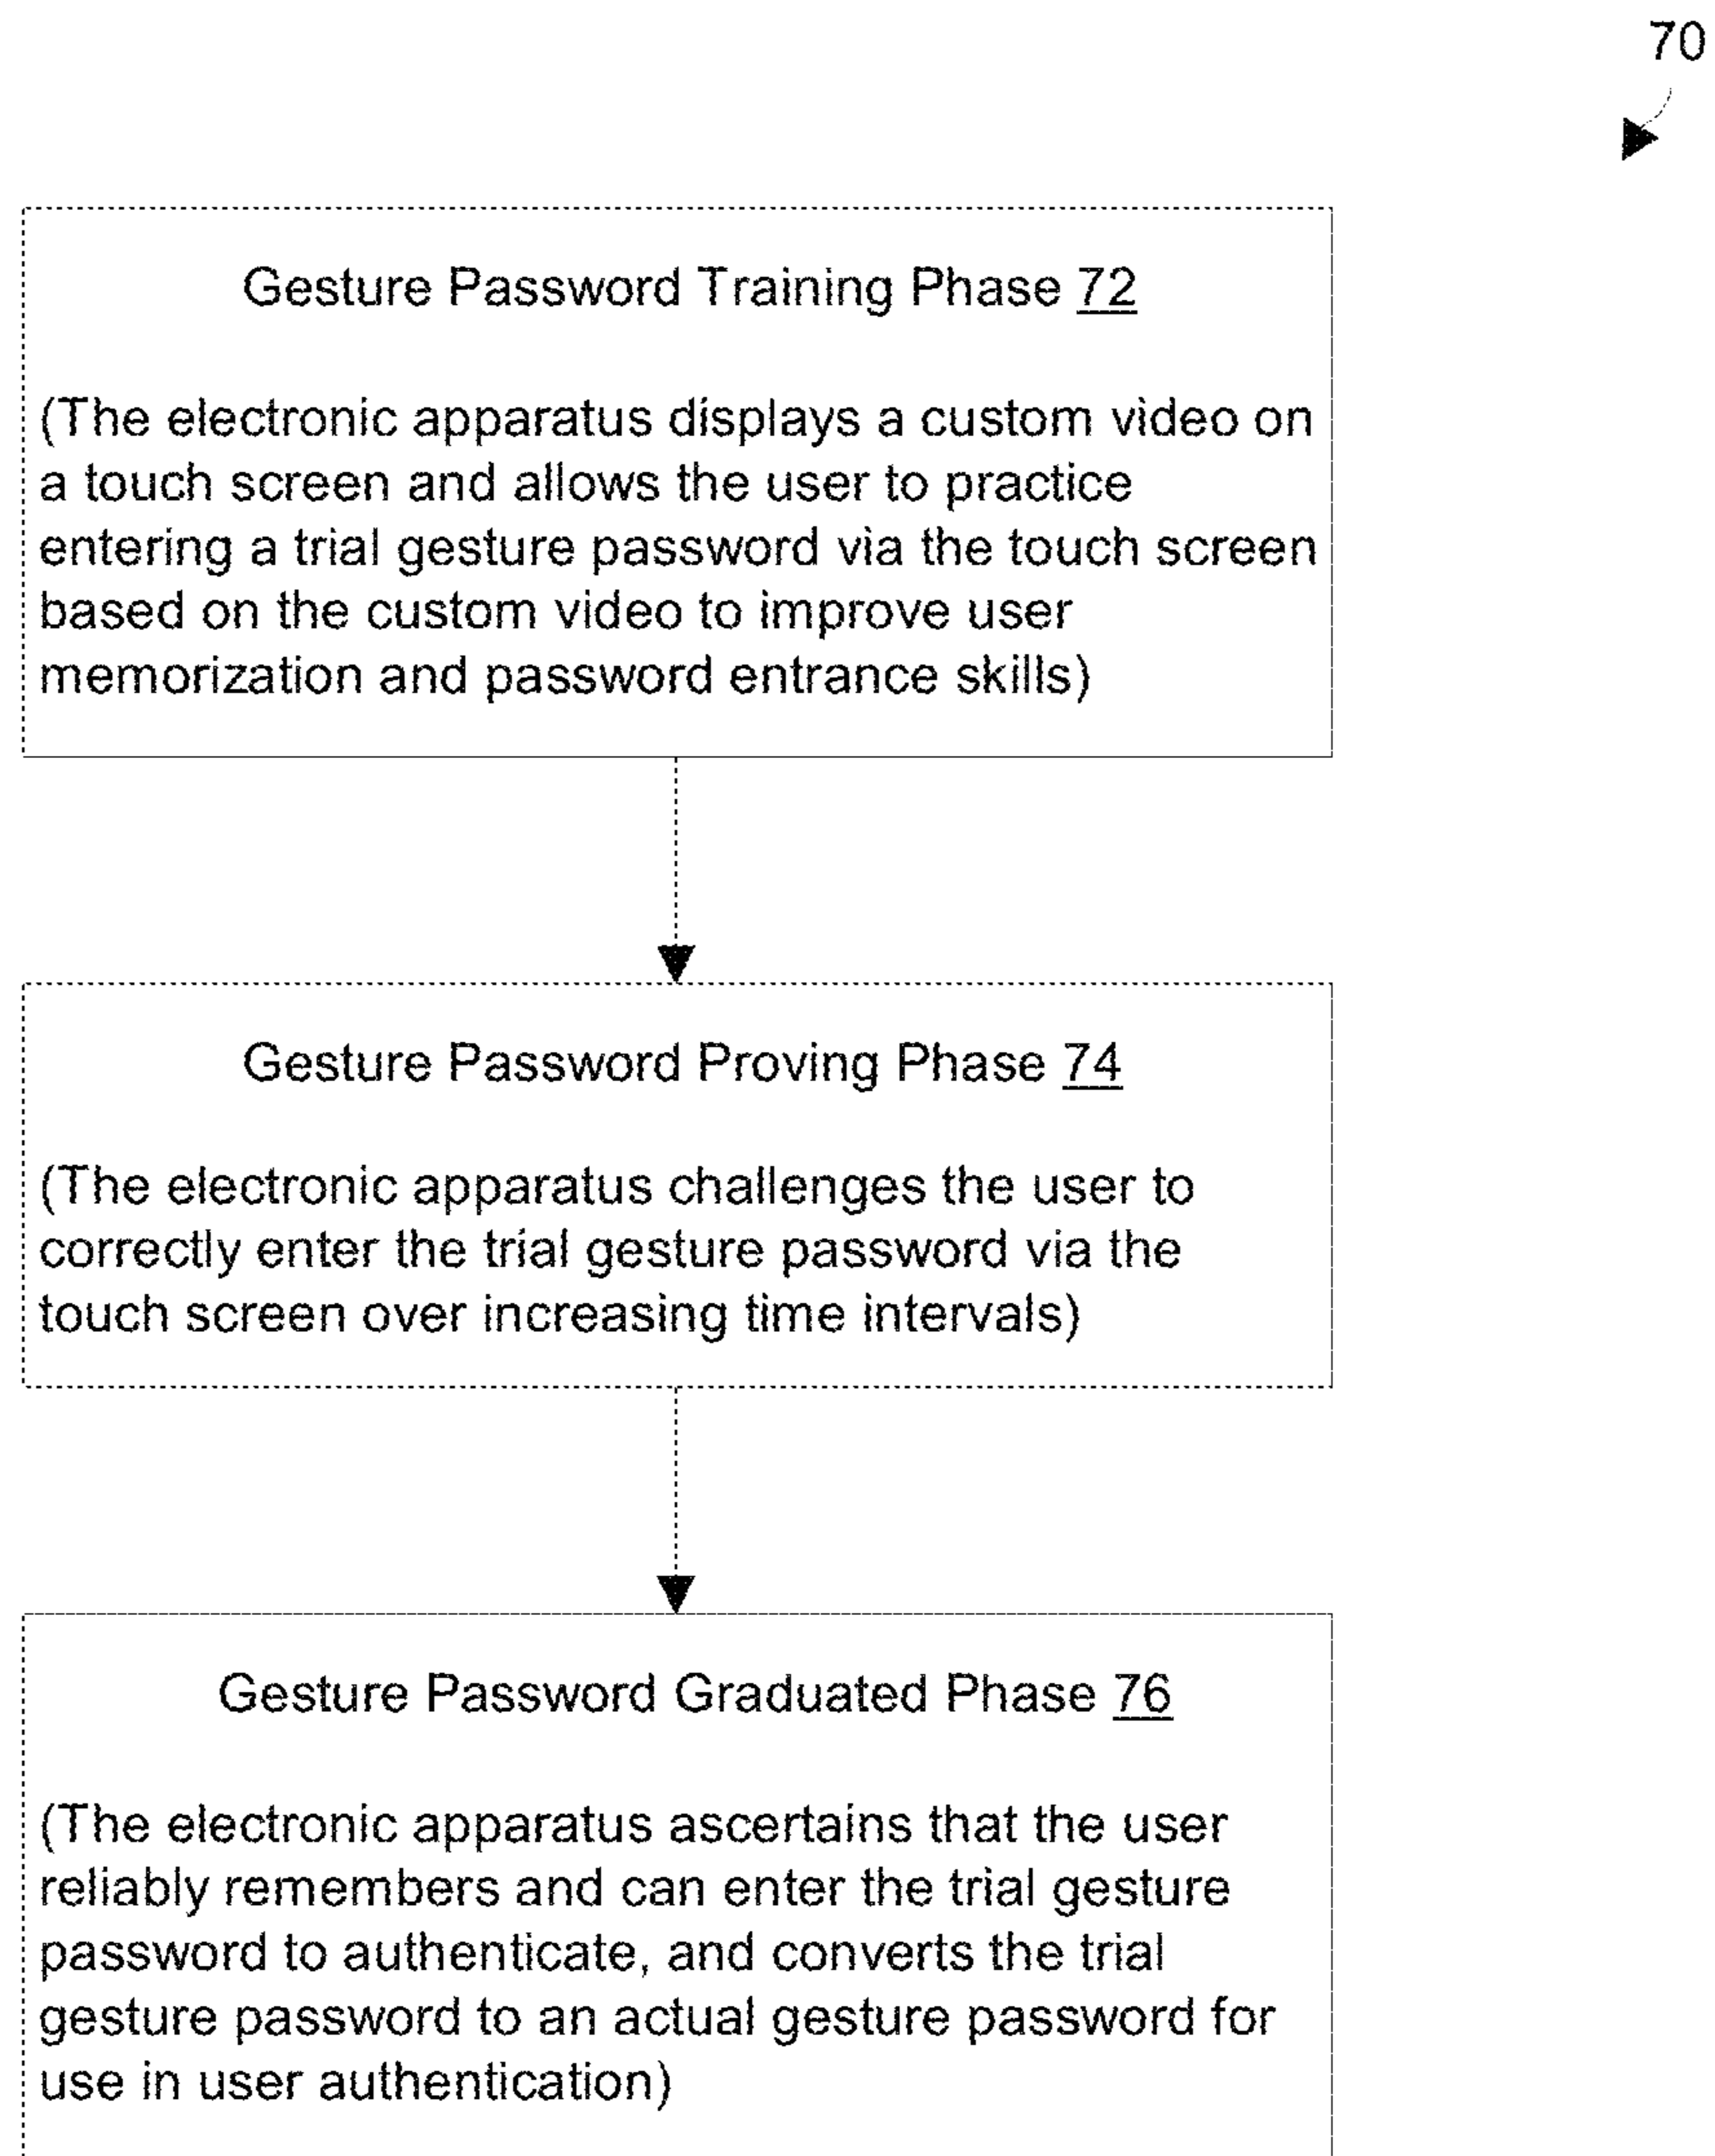 70
Gesture Password Training Phase 72
(The electronic apparatus displays a custom video on
a touch screen and allows the user to practice
entering a trial gesture password via the touch screen
based on the custom video to improve user
memorization and password entrance skills)
Gesture Password Proving Phase 74
(The electronic apparatus challenges the user to
correctly enter the trial gesture password via the
touch screen over increasing time intervals)
Gesture Password Graduated Phase 76
(The electronic apparatus ascertains that the user
reliably remembers and can enter the trial gesture
password to authenticate, and converts the trial
gesture password to an actual gesture password for
use in user authentication)